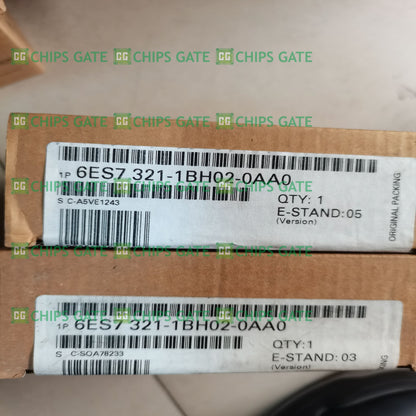 CHIPS GATE CHIPS GATE CHIPS GATE
CHIPS GATE CHIPS GATE CHIPS GATE
CHIPS GATE CHIPS GATE CHIPS GATE
1P 6ES7 321-1BH02-0AA0
S C-A5VE1243
QTY: 1
E-STAND: 05
(Version)
ORIGINAL PACKING
CHIPS GATE CHIPS GATE CHIPS GATE
CHIPS GATE CHIPS GATE CHIPS GATE
1P 6ES7 321-1BH02-0AA0
S C-SOA78233
QTY: 1
E-STAND: 03
(Version)